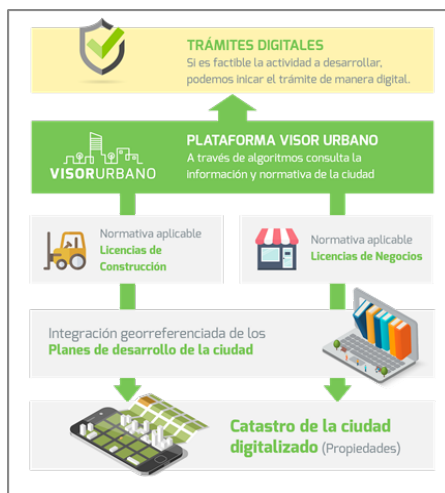 TRÁMITES DIGITALES
Si es factible la actividad a desarrollar,
podemos inicar el trámite de manera digital.
PLATAFORMA VISOR URBANO
A través de algoritmos consulta la
información y normativa de la ciudad
VISORURBANO
Normativa aplicable
Licencias de
Construcción
Normativa aplicable
Licencias de Negocios
Integración georreferenciada de los
Planes de desarrollo de la ciudad
Catastro de la ciudad
digitalizado (Propiedades)